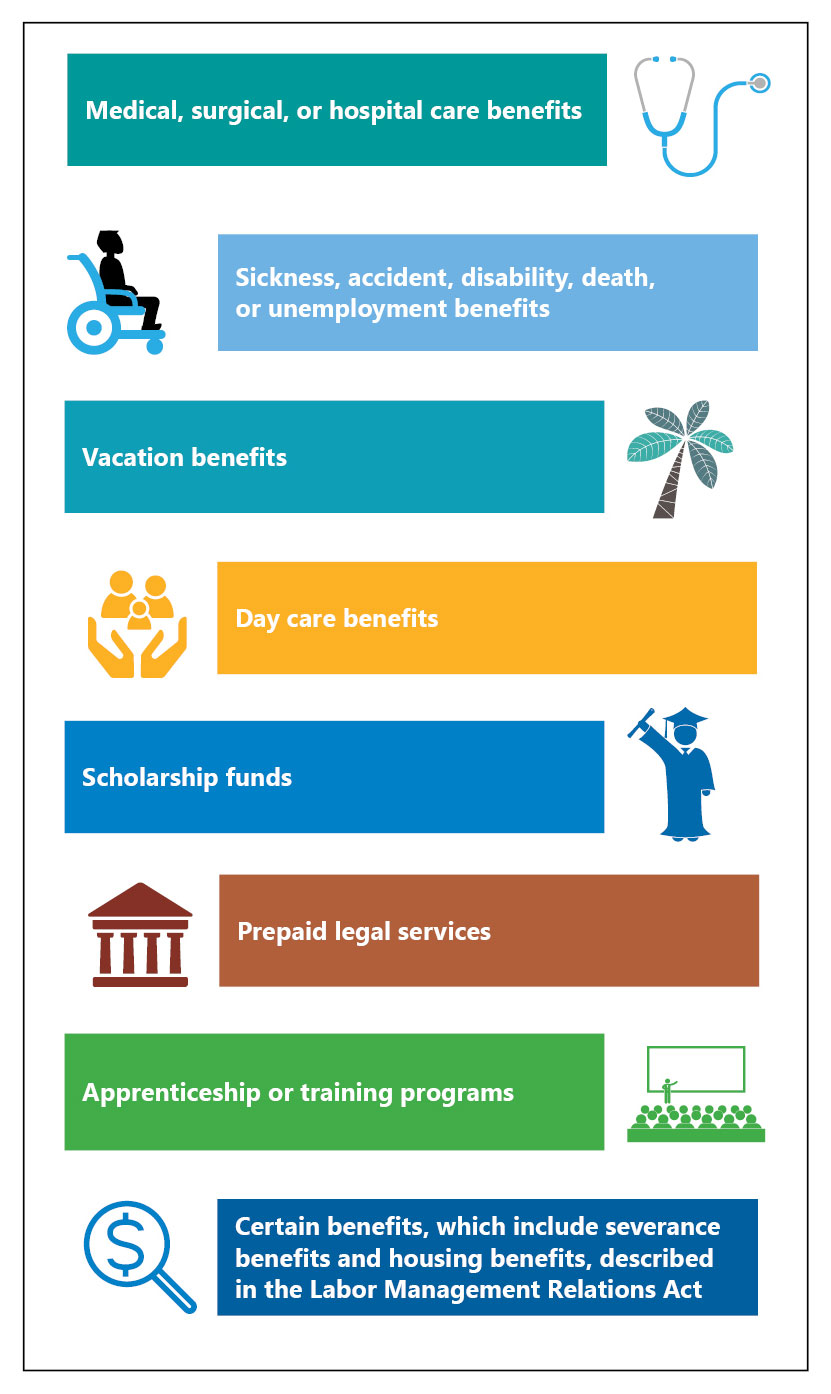 Medical, surgical, or hospital care benefits
Sickness, accident, disability, death,
or unemployment benefits
Vacation benefits
Day care benefits
Scholarship funds
Prepaid legal services
Apprenticeship or training programs
$
Certain benefits, which include severance
benefits and housing benefits, described
in the Labor Management Relations Act